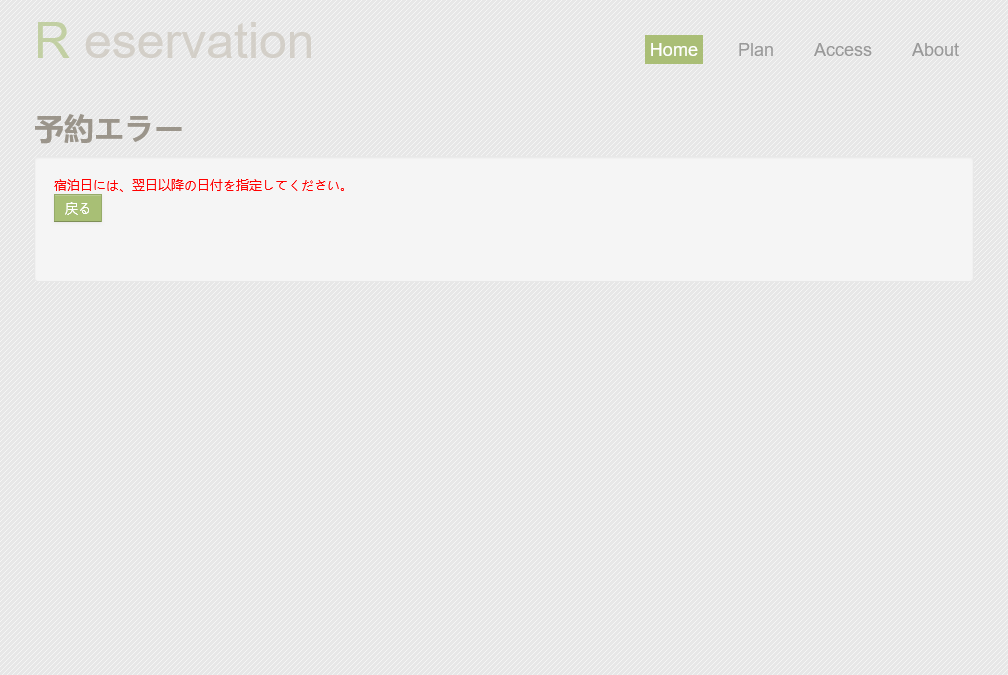 R eservation
Home Plan Access About
予約エラー
宿泊日には、翌日以降の日付を指定してください。
戻る